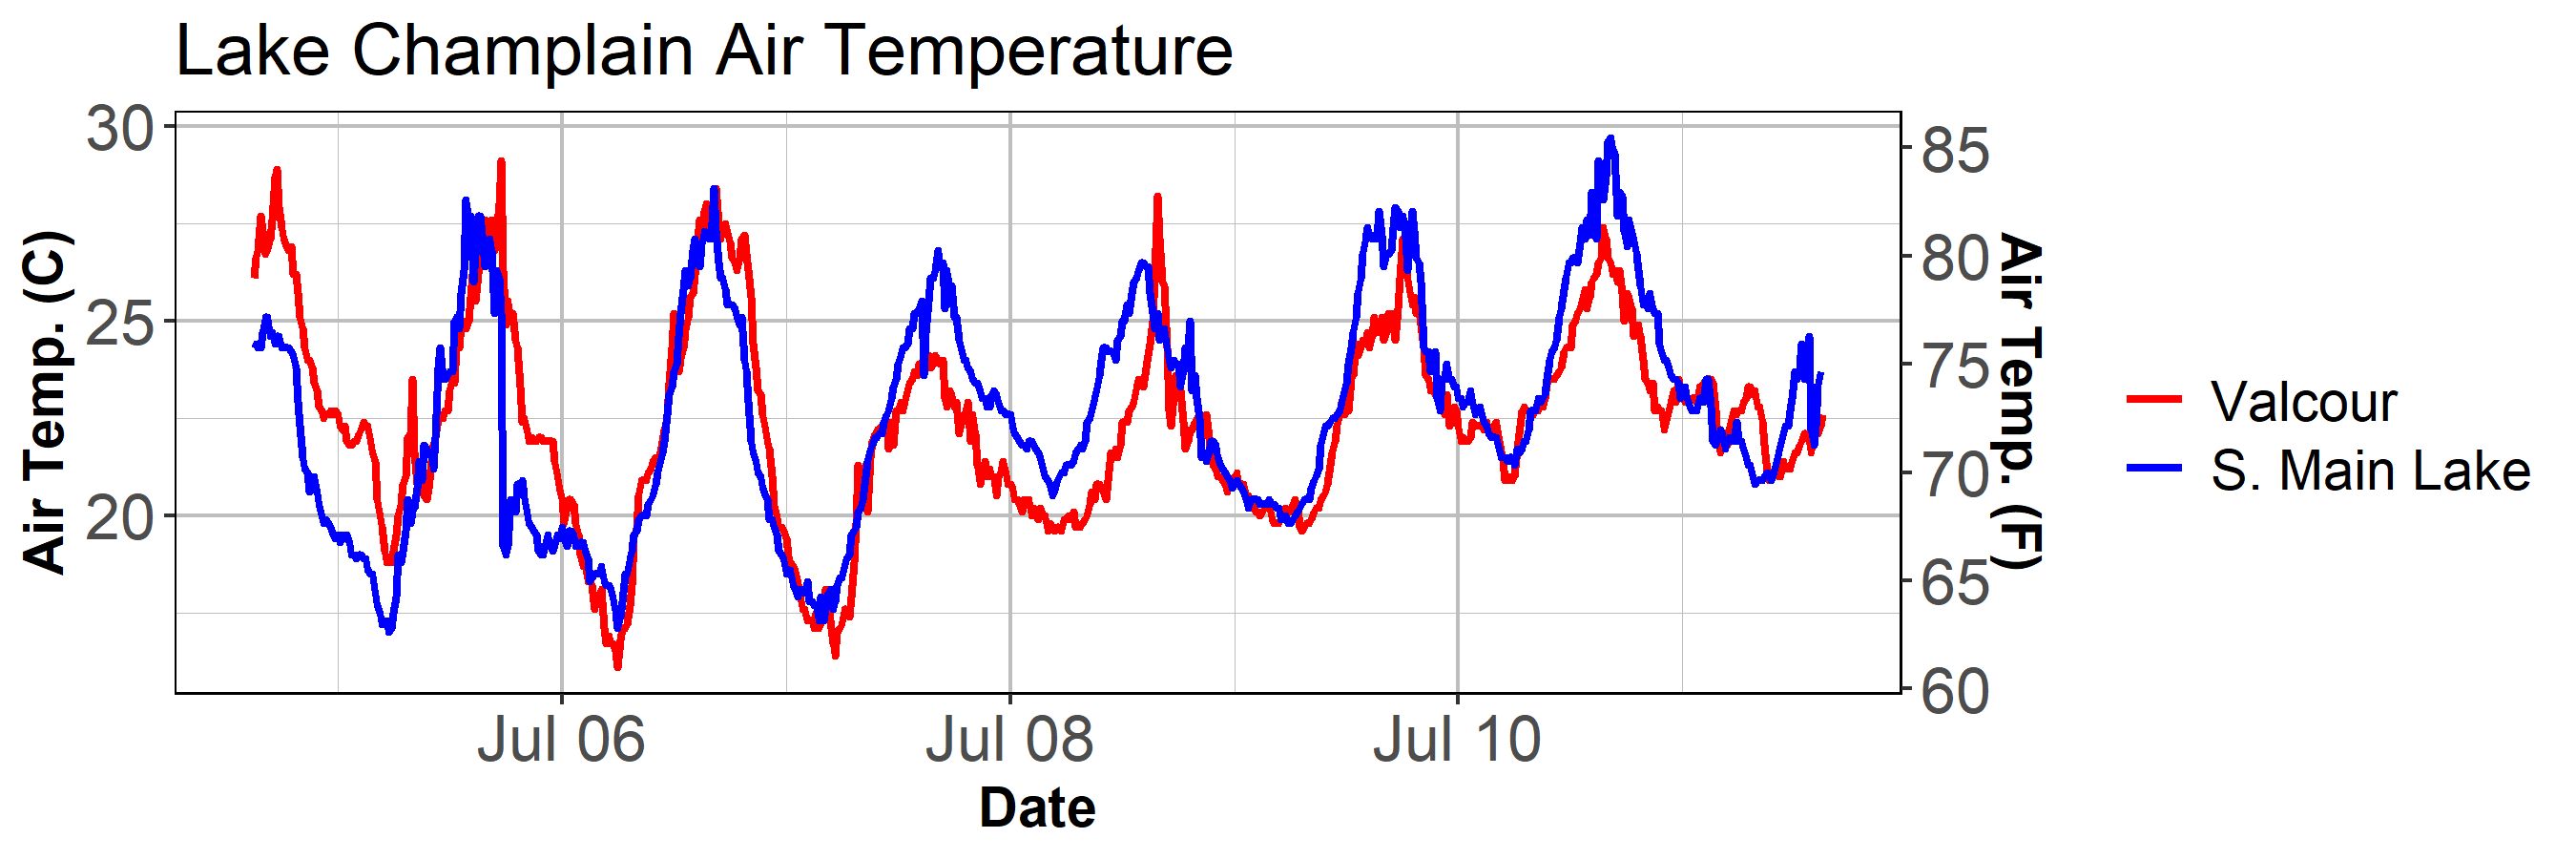 Lake Champlain Air Temperature
30
25
20
Air Temp. (C)
85
80
75
70
65
60
Air Temp. (F)
Jul 06
Jul 08
Jul 10
Date
Valcour
S. Main Lake